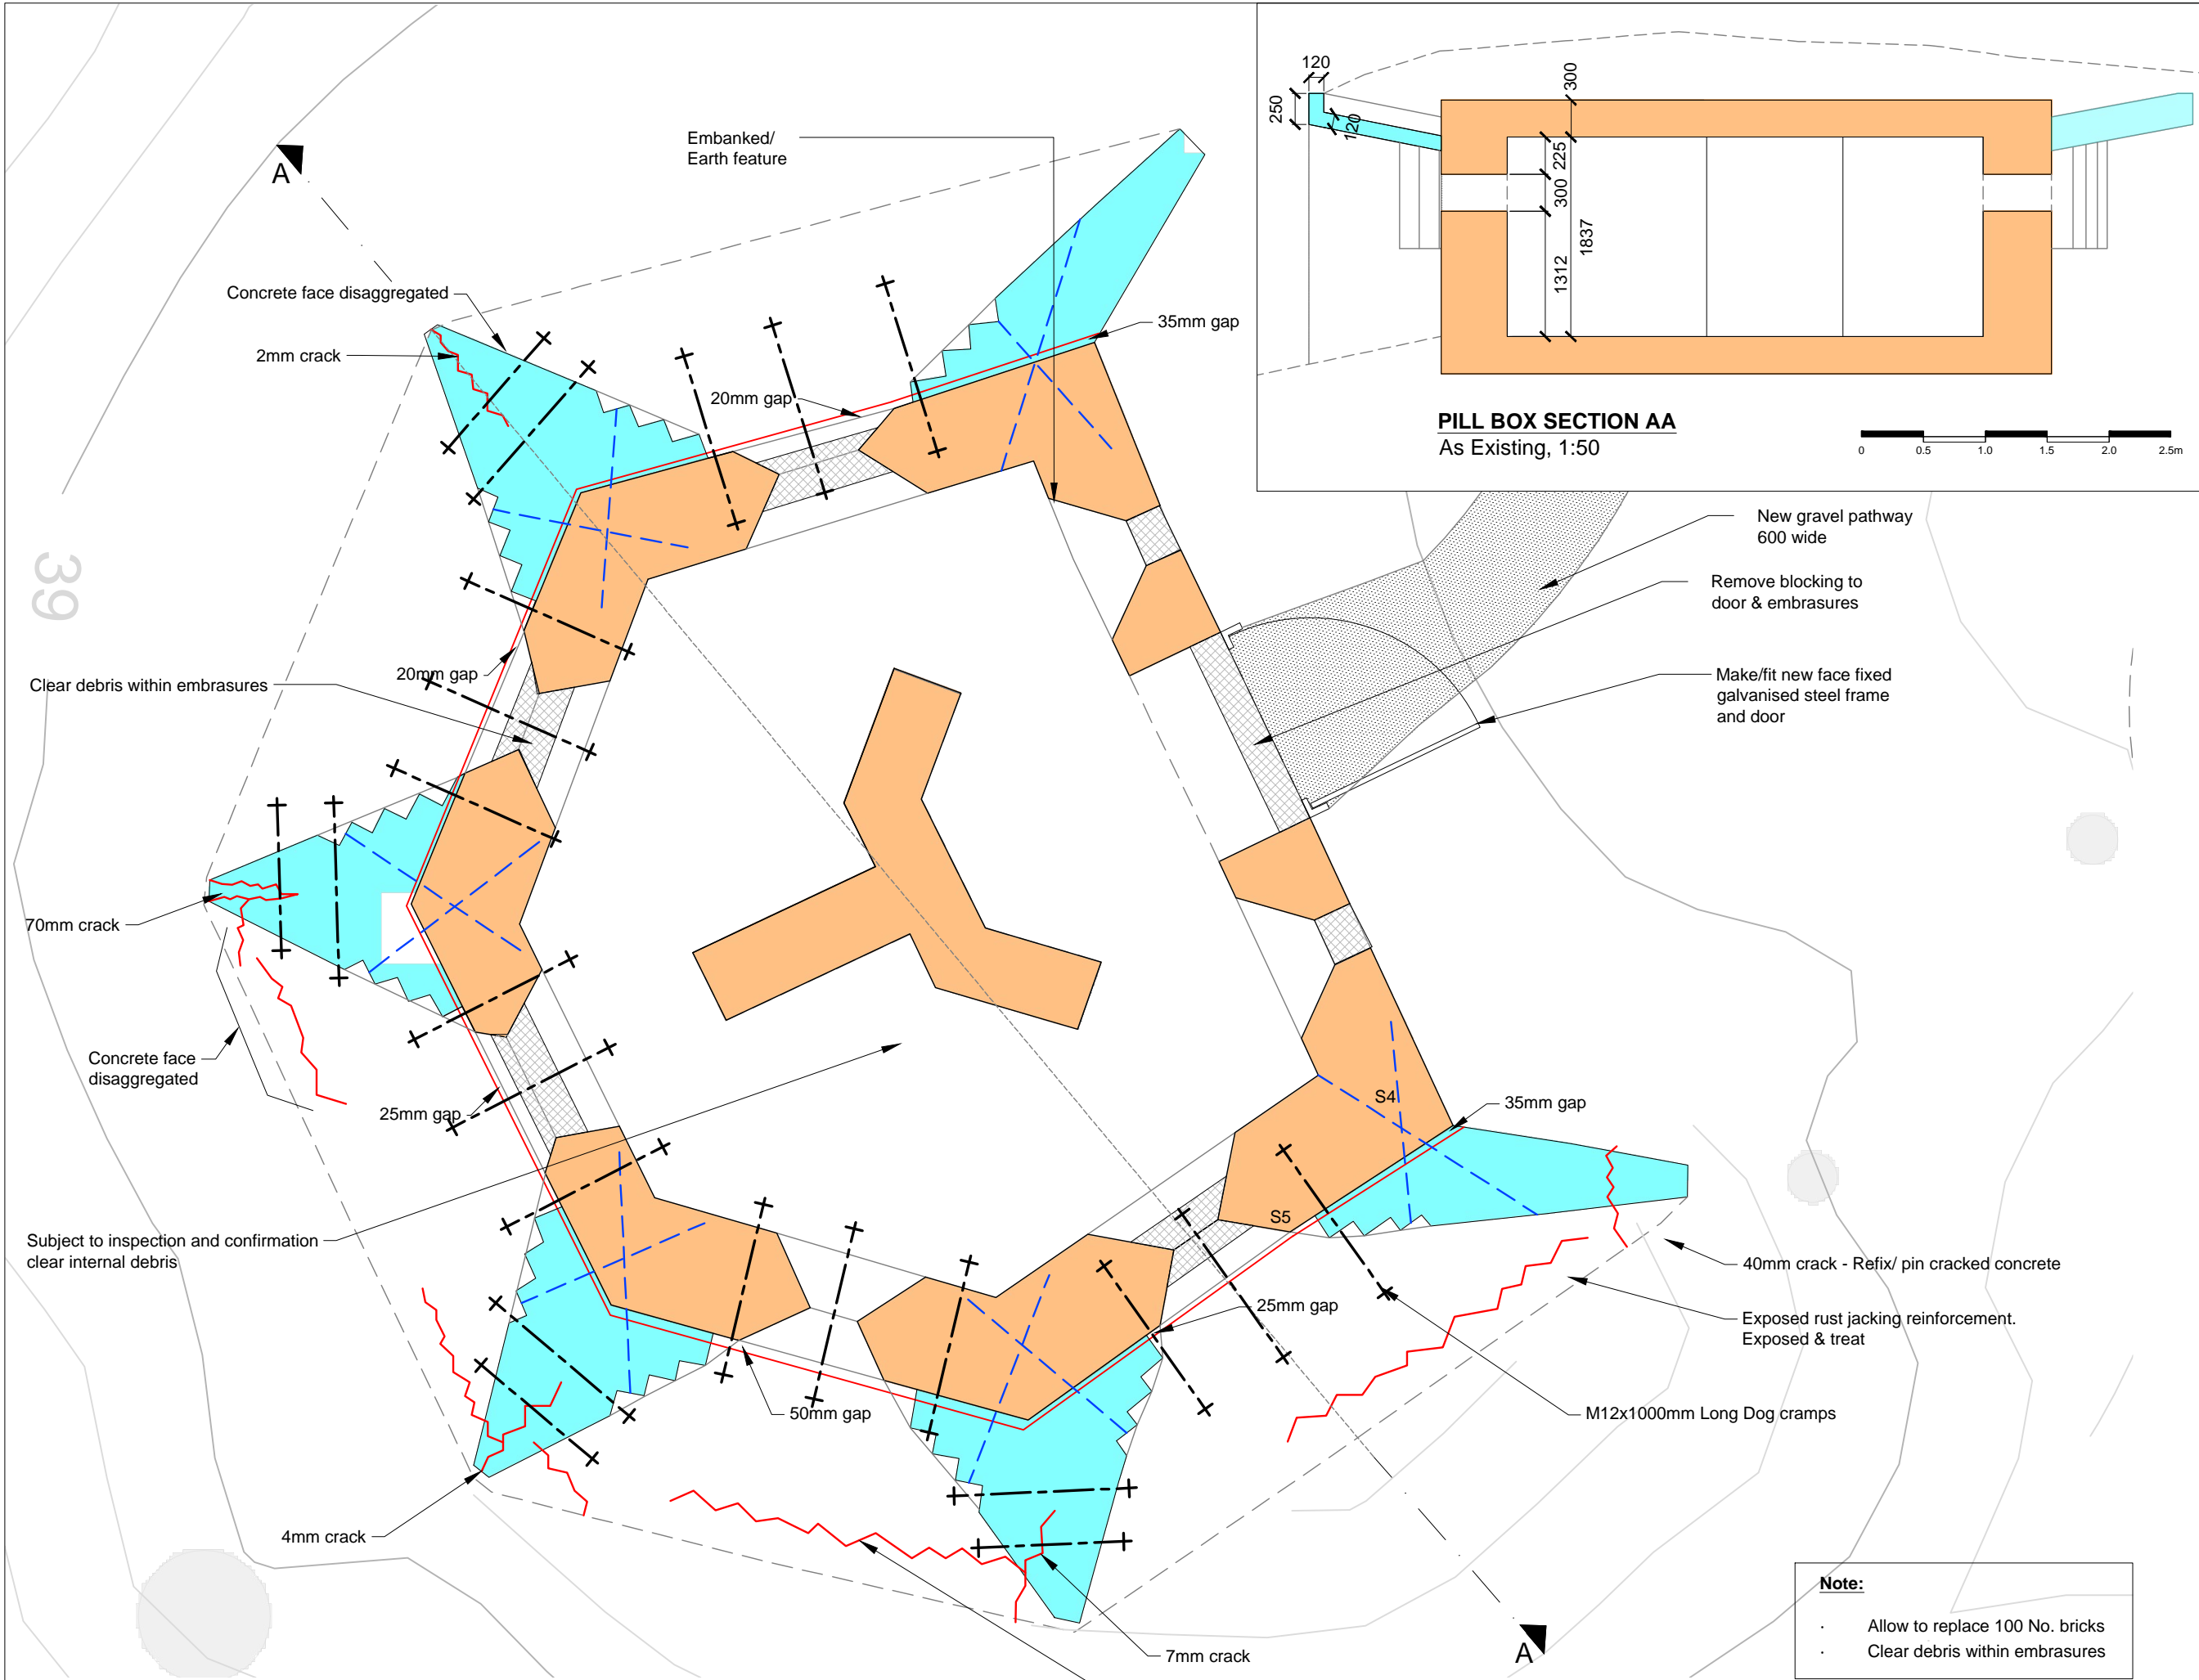 120
250
120
300
225
300
1837
1312
PILL BOX SECTION AA
As Existing, 1:50
0 0.5 1.0 1.5 2.0 2.5m
A
Embanked/
Earth feature
Concrete face disaggregated
2mm crack
35mm gap
20mm gap
39
New gravel pathway
600 wide
Remove blocking to
door & embrasures
20mm gap
Clear debris within embrasures
Make/fit new face fixed
galvanised steel frame
and door
70mm crack
Concrete face
disaggregated
25mm gap
S4
35mm gap
S5
Subject to inspection and confirmation
clear internal debris
40mm crack - Refix/ pin cracked concrete
25mm gap
Exposed rust jacking reinforcement.
Exposed & treat
50mm gap
M12x1000mm Long Dog cramps
4mm crack
7mm crack
A
Note:
· Allow to replace 100 No. bricks
· Clear debris within embrasures